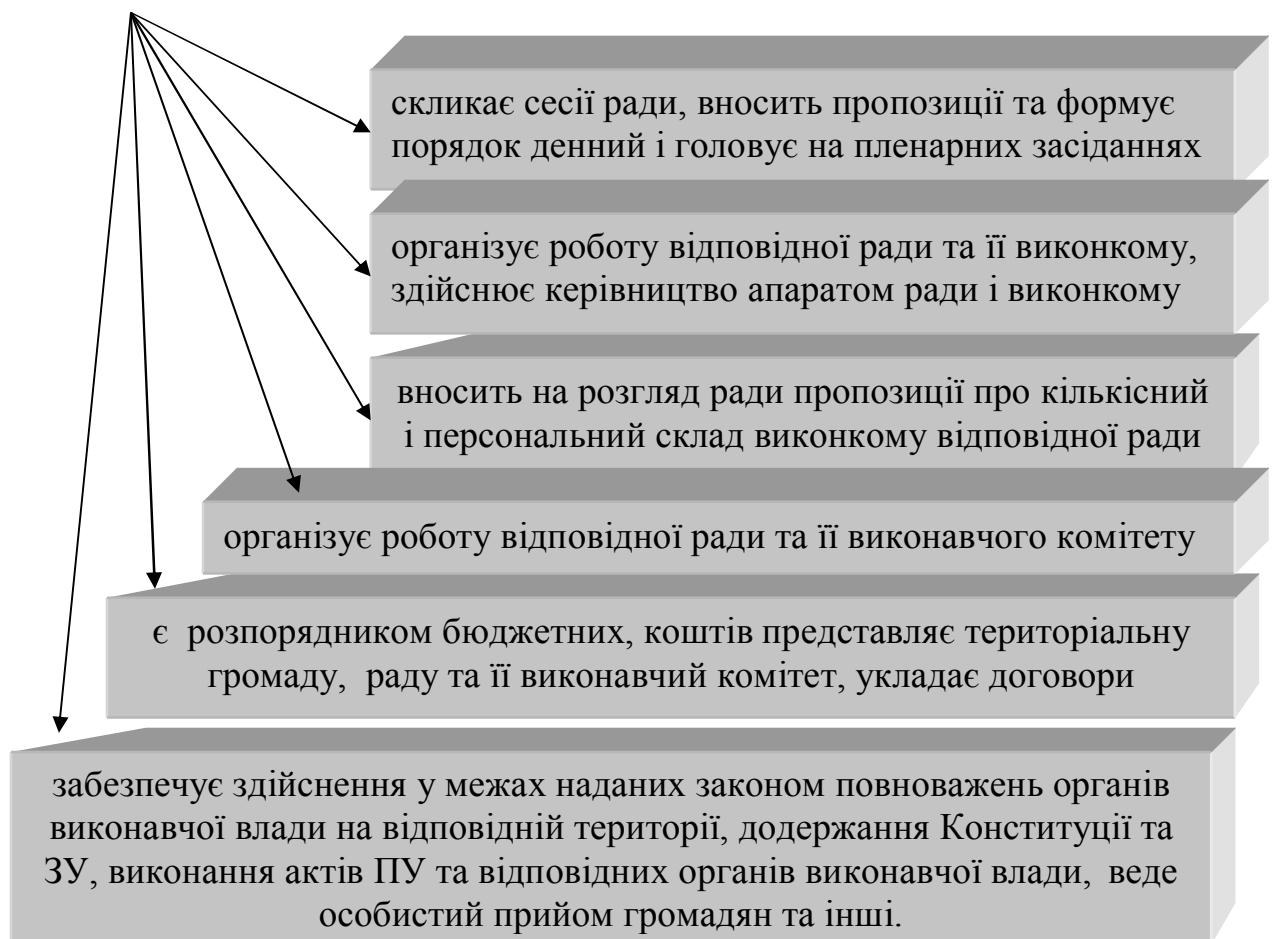 скликає сесії ради, вносить пропозиції та формує
порядок денний і головує на пленарних засіданнях
організує роботу відповідної ради та її виконкому,
здійснює керівництво апаратом ради і виконкому
вносить на розгляд ради пропозиції про кількісний
і персональний склад виконкому відповідної ради
організує роботу відповідної ради та її виконавчого комітету
є розпорядником бюджетних, коштів представляє територіальну
громаду, раду та її виконавчий комітет, укладає договори
забезпечує здійснення у межах наданих законом повноважень органів
виконавчої влади на відповідній території, додержання Конституції та
ЗУ, виконання актів ПУ та відповідних органів виконавчої влади, веде
особистий прийом громадян та інші.